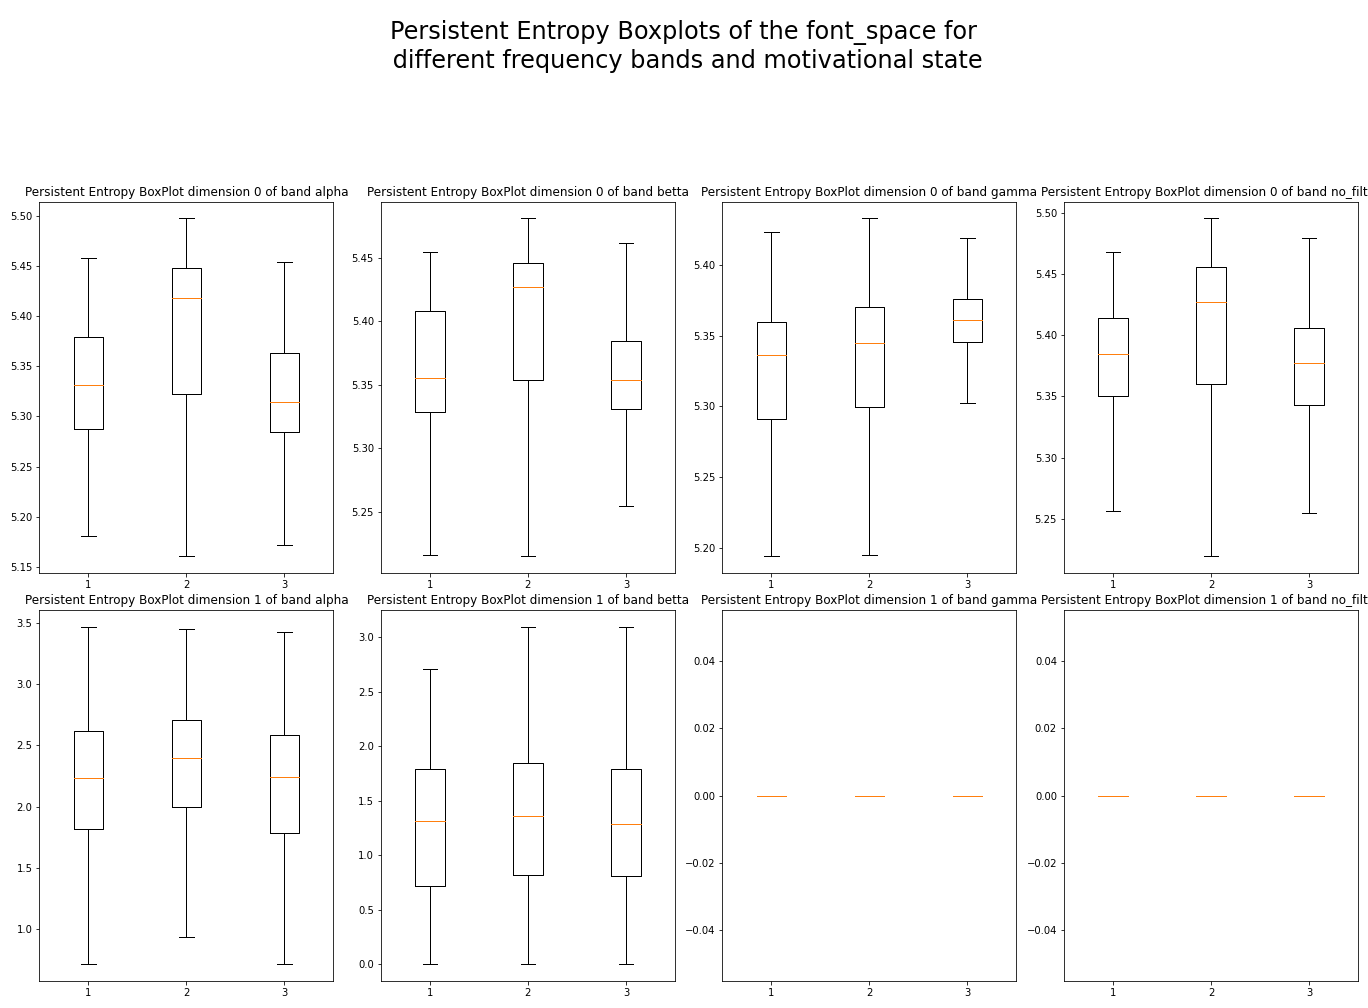 Persistent Entropy Boxplots of the font_space for
different frequency bands and motivational state
Persistent Entropy BoxPlot dimension 0 of band alpha
5.50
5.45
5.40
5.35
5.30
5.25
5.20
5.15
1 2 3
Persistent Entropy BoxPlot dimension 0 of band betta
5.45
5.40
5.35
5.30
5.25
1 2 3
Persistent Entropy BoxPlot dimension 0 of band gamma
5.40
5.35
5.30
5.25
5.20
1 2 3
Persistent Entropy BoxPlot dimension 0 of band no_filt
5.50
5.45
5.40
5.35
5.30
5.25
1 2 3
Persistent Entropy BoxPlot dimension 1 of band alpha
3.5
3.0
2.5
2.0
1.5
1.0
1 2 3
Persistent Entropy BoxPlot dimension 1 of band betta
3.0
2.5
2.0
1.5
1.0
0.5
0.0
1 2 3
Persistent Entropy BoxPlot dimension 1 of band gamma
0.04
0.02
0.00
−0.02
−0.04
1 2 3
Persistent Entropy BoxPlot dimension 1 of band no_filt
0.04
0.02
0.00
−0.02
−0.04
1 2 3